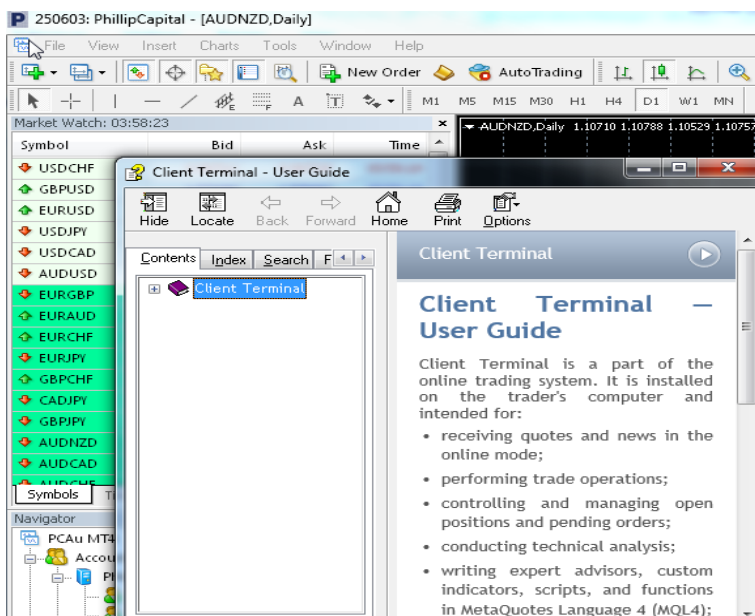 250603: PhillipCapital - [AUDNZD,Daily]
File View Insert Charts Tools Window Help
New Order AutoTrading
A T M1 M5 M15 M30 H1 H4 D1 W1 MN
Market Watch: 03:58:23
AUDNZD,Daily 1.10710 1.10788 1.10529 1.10757
Symbol Bid Ask Time
USDCHF
GBPUSD
EURUSD
USDJPY
USDCAD
AUDUSD
EURGBP
EURAUD
EURCHF
EURJPY
GBPCHF
CADJPY
GBPJPY
AUDNZD
AUDCAD
AUDCHF
Symbols
Navigator
PCAu MT4
Client Terminal - User Guide
Hide Locate Back Forward Home Print Options
Contents Index Search F
Client Terminal
Client Terminal
Client Terminal —
User Guide
Client Terminal is a part of the
online trading system. It is installed
on the trader's computer and
intended for:
• receiving quotes and news in the
online mode;
• performing trade operations;
• controlling and managing open
positions and pending orders;
• conducting technical analysis;
• writing expert advisors, custom
indicators, scripts, and functions
in MetaQuotes Language 4 (MQL4);